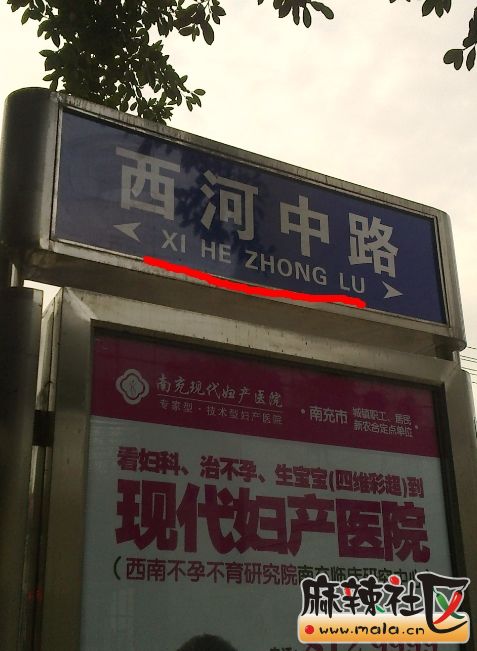 西河中路
XI HE ZHONG LU
南充现代妇产医院
专家型·技术型妇产医院
·南充市
城镇职工、居民
新农合定点单位
看妇科、治不孕、生宝宝(四维彩超)到
现代妇产医院
(西南不孕不育研究院南充临床研究中心)
麻辣社区
www.mala.cn